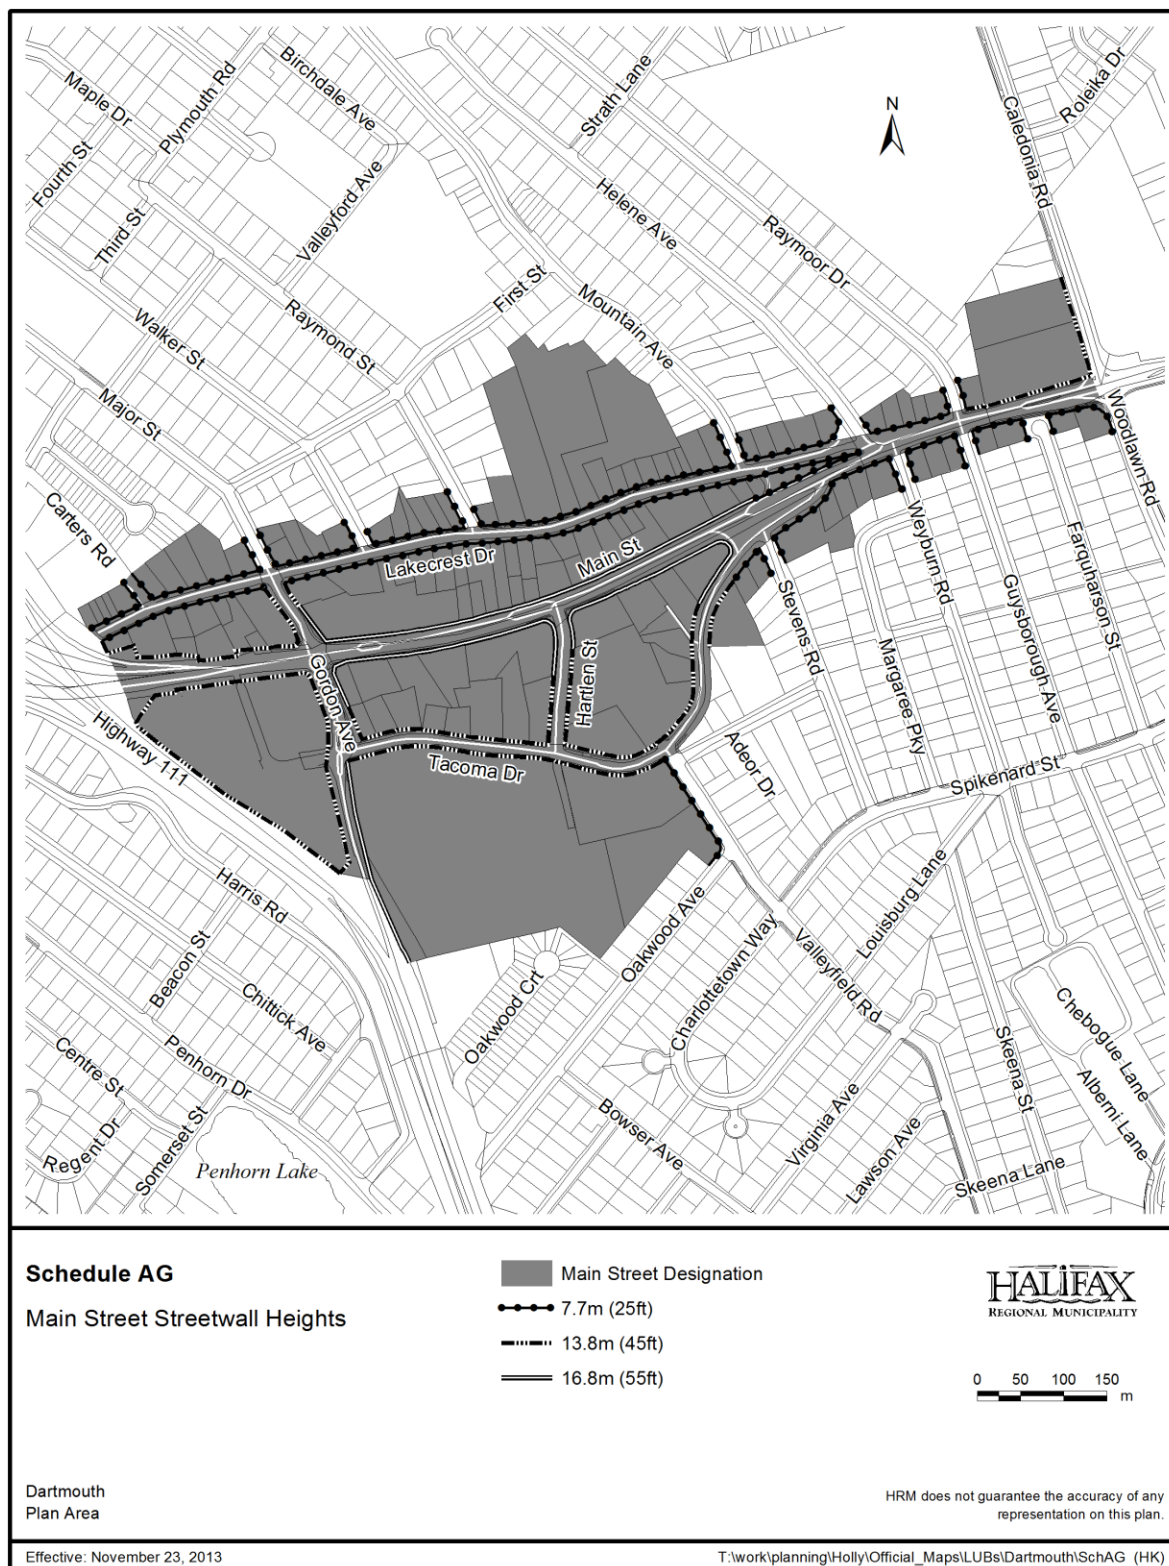 Maple Dr
Plymouth Rd
Birchdale Ave
Strath Lane
Roleika Dr
Caledonia Rd
N
Fourth St
Third St
Valleyford Ave
Helene Ave
Raymoor Dr
First St
Walker St
Raymond St
Mountain Ave
Major St
Woodlawn Rd
Carters Rd
Lakecrest Dr
Main St
Weyburn Rd
Farquharson St
Stevens Rd
Guysborough Ave
Gordon Ave
Hartlen St
Margaree Pky
Highway 111
Tacoma Dr
Adeor Dr
Spikenard St
Harris Rd
Louisburg Lane
Beacon St
Oakwood Ave
Chittick Ave
Charlottetown Way
Valleyfield Rd
Oakwood Crt
Chebogue Lane
Centre St
Penhorn Dr
Skeena St
Alberni Lane
Regent Dr
Somerset St
Bowser Ave
Virginia Ave
Lawson Ave
Penhorn Lake
Skeena Lane
Schedule AG
Main Street Streetwall Heights
Main Street Designation
7.7m (25ft)
13.8m (45ft)
16.8m (55ft)
HALIFAX
REGIONAL MUNICIPALITY
0 50 100 150
m
Dartmouth
Plan Area
HRM does not guarantee the accuracy of any
representation on this plan.
Effective: November 23, 2013
T:\work\planning\Holly\Official_Maps\LUBs\Dartmouth\SchAG (HK)